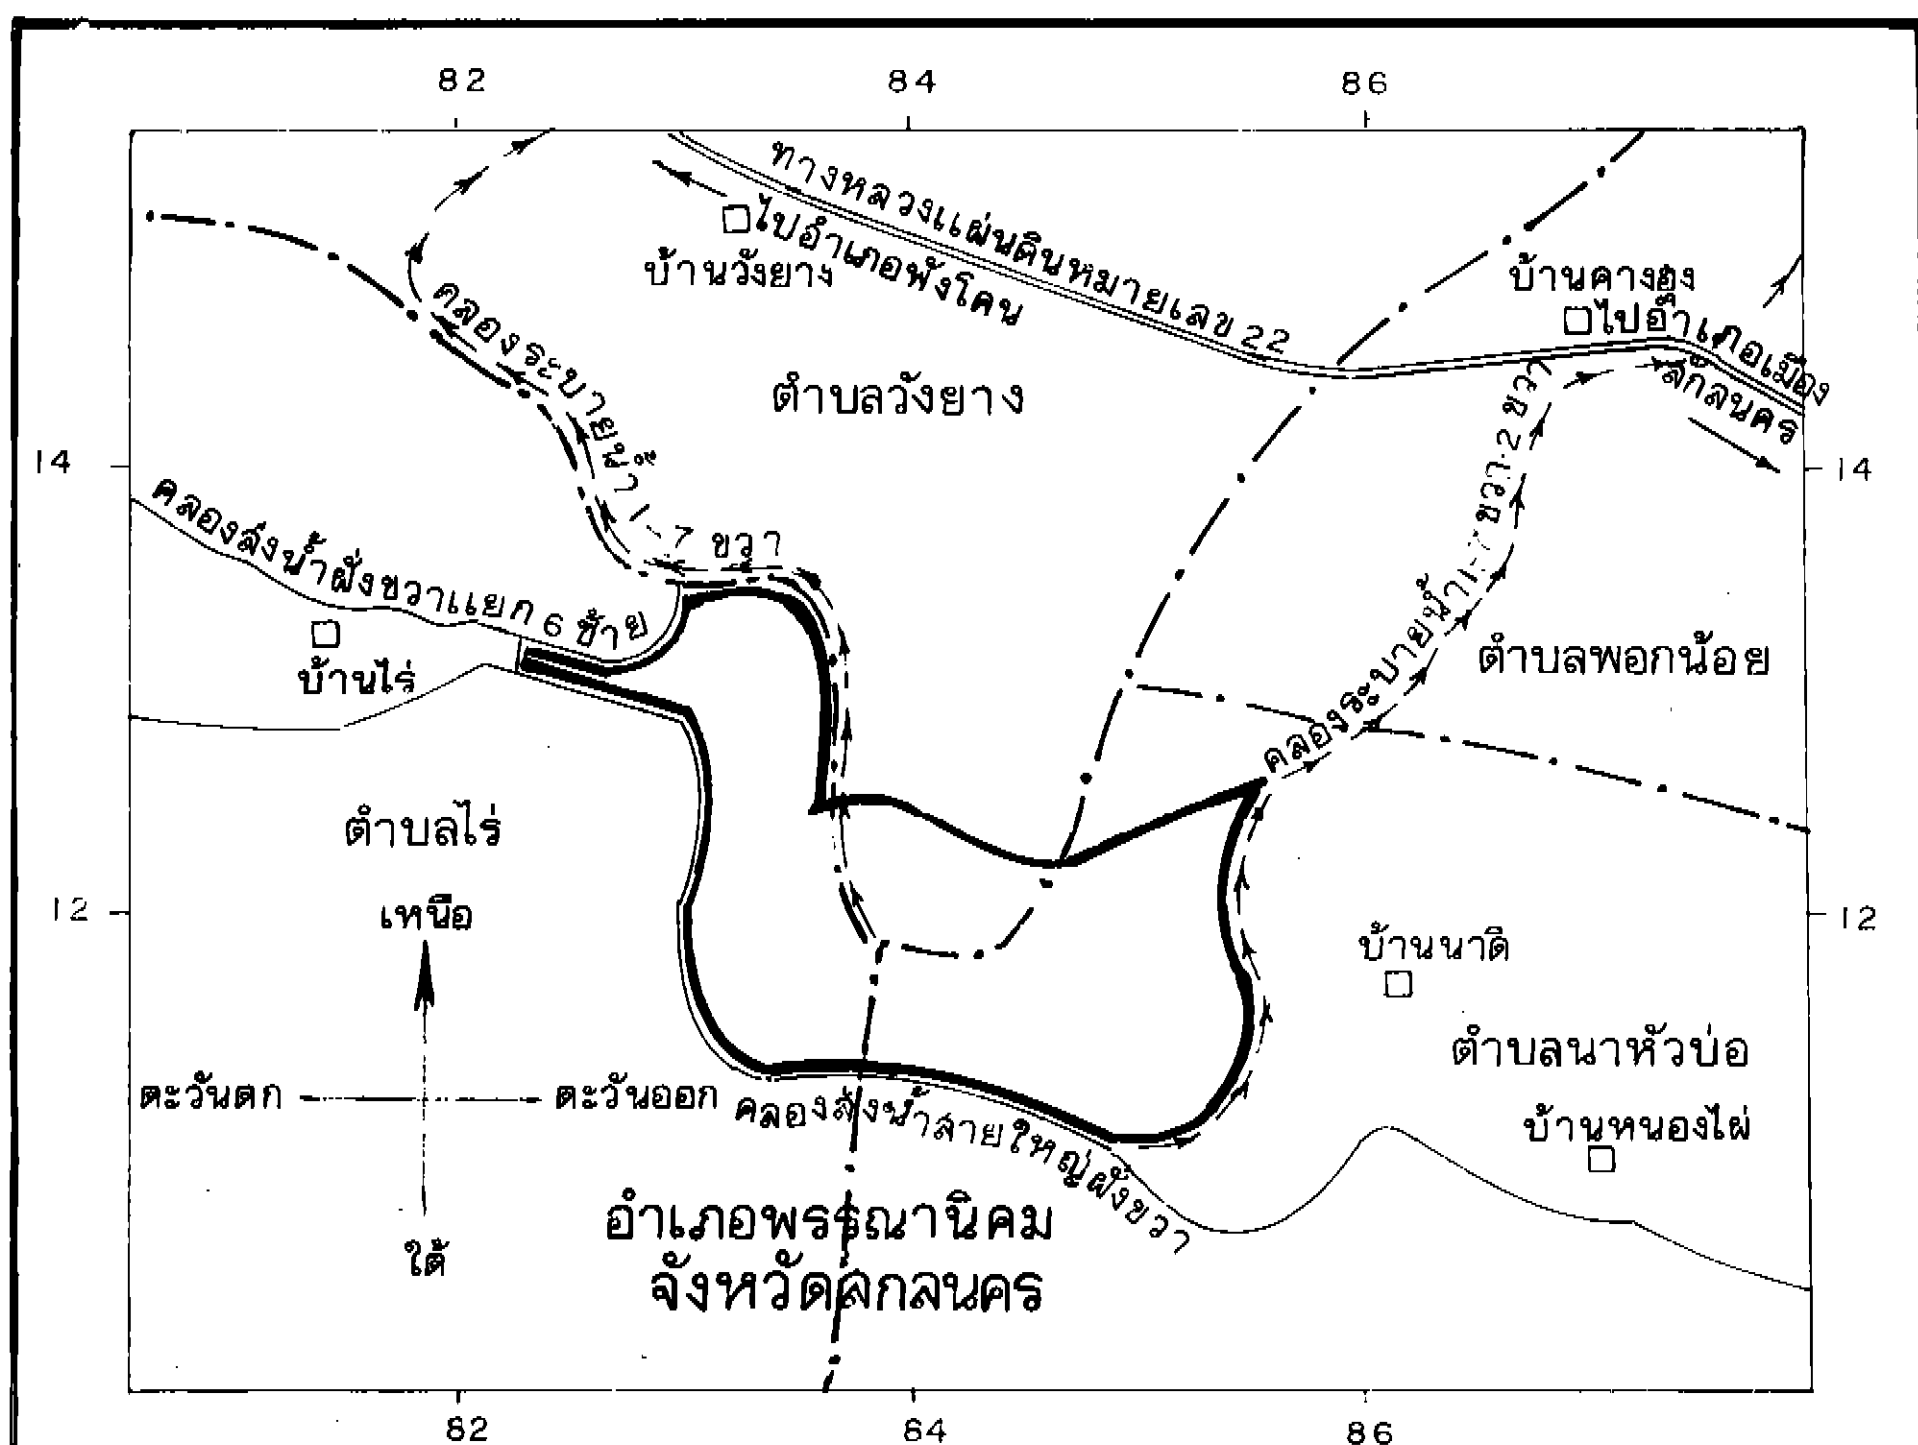 82 84 86
ทางหลวงแผ่นดินหมายเลข 22
ไปอำเภอพังโคน
บ้านวังยาง
บ้านคางฮุง
ไปอำเภอเมือง
สกลนคร
คลองระบายน้ำ 1-7 ขวา
ตำบลวังยาง
14 14
คลองส่งน้ำฝั่งขวาแยก 6 ซ้าย
คลองระบายน้ำ 1-7 ขวา-2 ขวา
บ้านไร่
ตำบลพอกน้อย
ตำบลไร่
12 12
เหนือ
บ้านนาดี
ตำบลนาหัวบ่อ
ตะวันตก ตะวันออก
คลองส่งน้ำสายใหญ่ฝั่งขวา
บ้านหนองไผ่
ใต้
อำเภอพรรณานิคม
จังหวัดสกลนคร
82 84 86